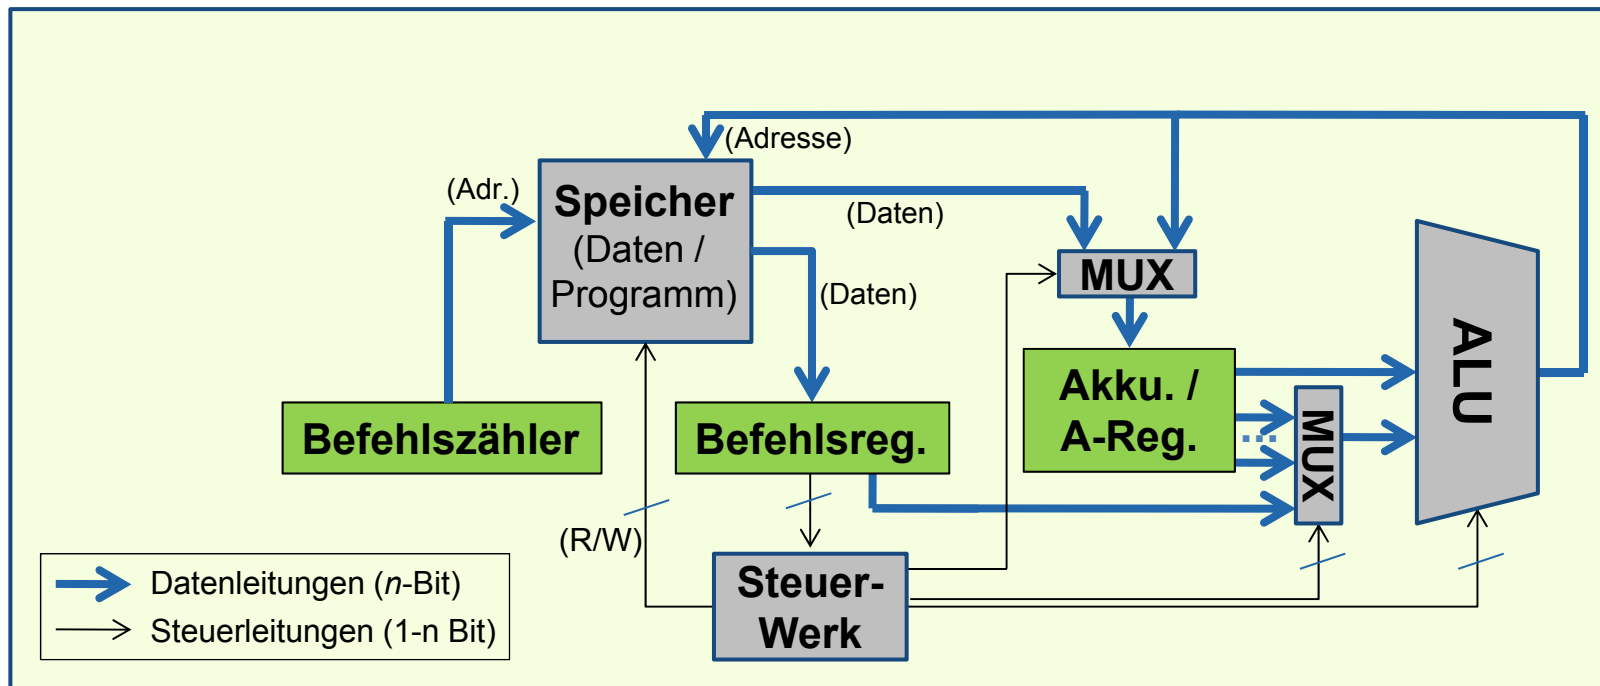 (Adresse)
(Adr.)
Speicher
(Daten /
Programm)
(Daten)
(Daten)
MUX
Akku. /
A-Reg.
...
MUX
ALU
Befehlszähler
Befehlsreg.
(R/W)
Steuer-
Werk
Datenleitungen (n-Bit)
Steuerleitungen (1-n Bit)